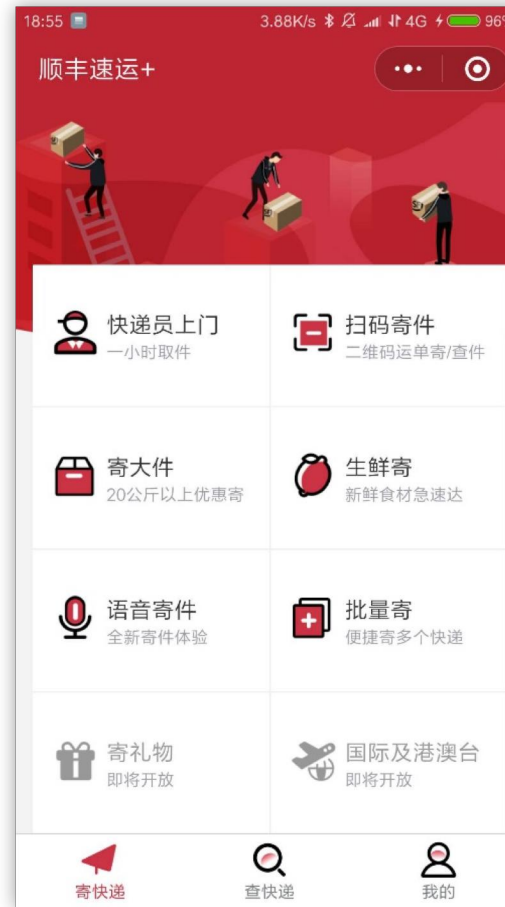 18:55 3.88K/s 4G 96%
顺丰速运+
快递员上门
一小时取件
扫码寄件
二维码运单寄/查件
寄大件
20公斤以上优惠寄
生鲜寄
新鲜食材急速达
语音寄件
全新寄件体验
批量寄
便捷寄多个快递
寄礼物
即将开放
国际及港澳台
即将开放
寄快递
查快递
我的